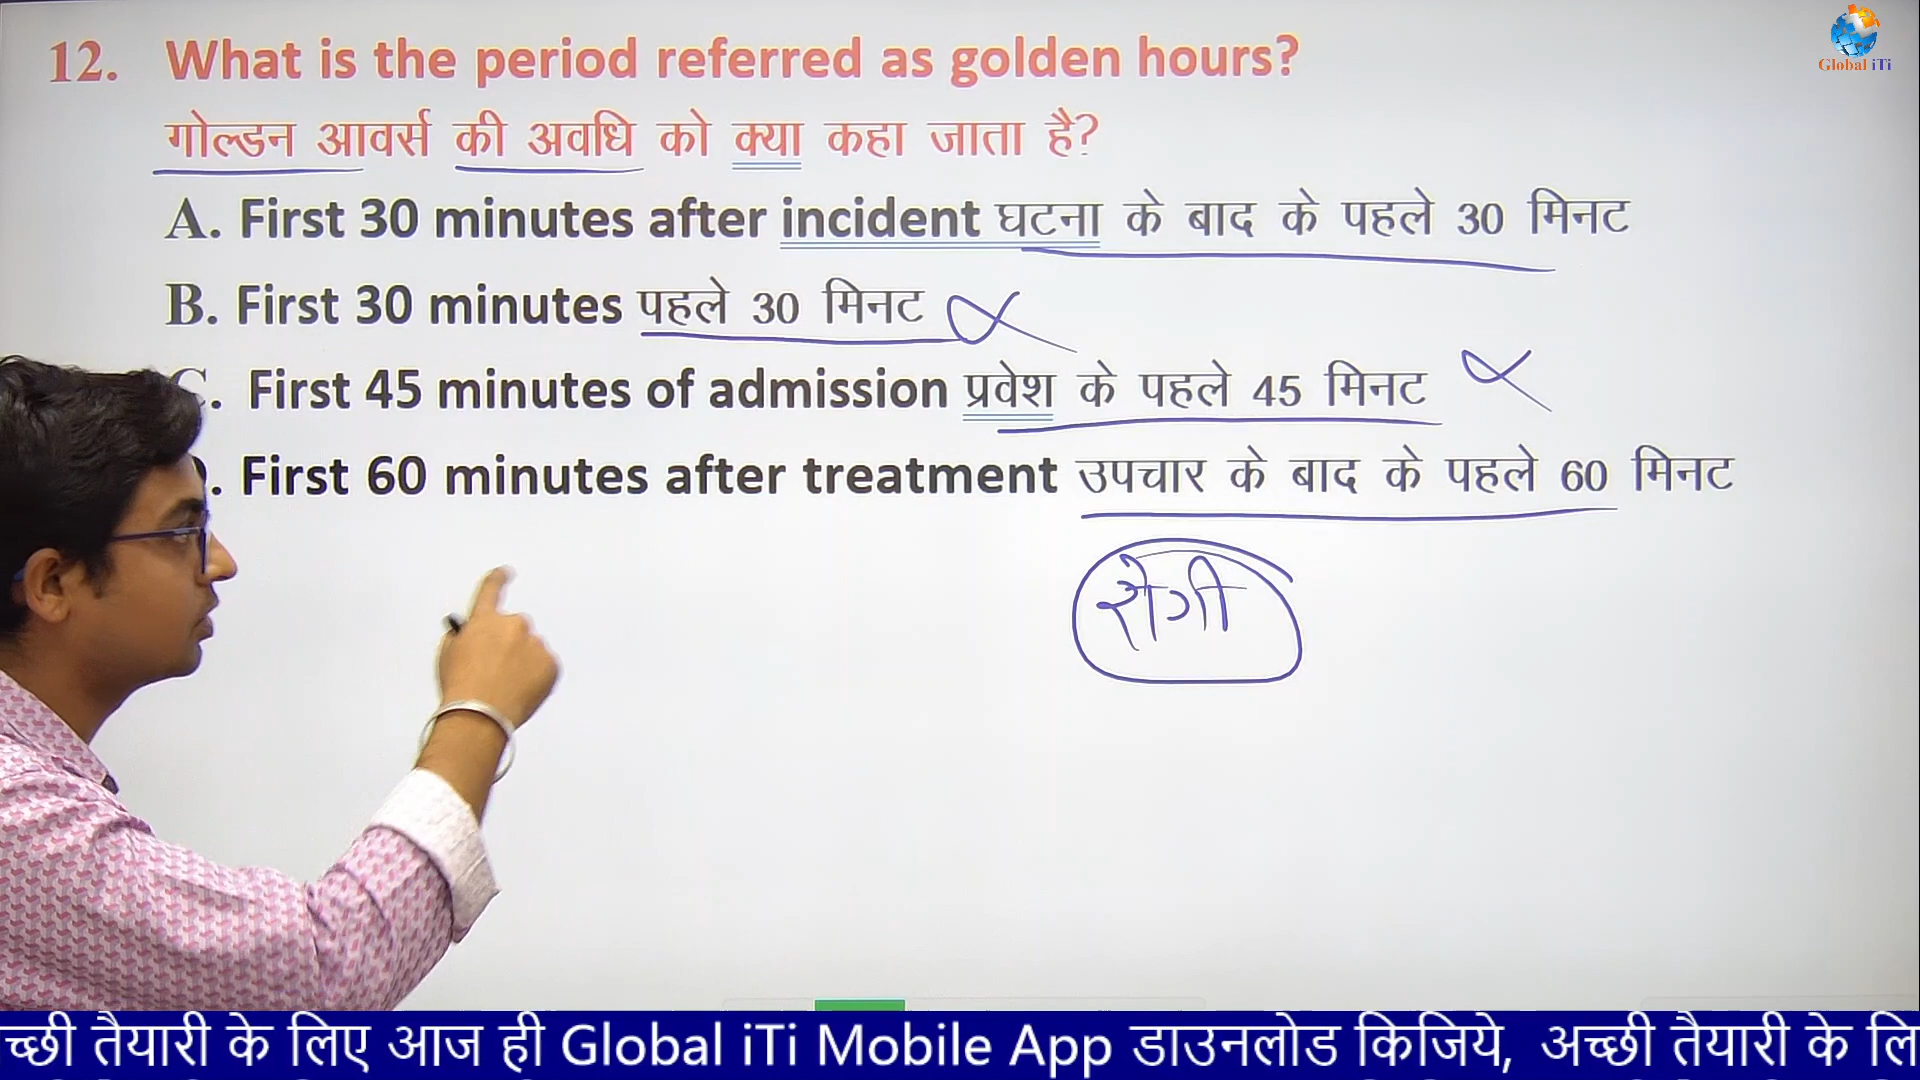 Global iTi
12. What is the period referred as golden hours?
गोल्डन आवर्स की अवधि को क्या कहा जाता है?
A. First 30 minutes after incident घटना के बाद के पहले 30 मिनट
B. First 30 minutes पहले 30 मिनट
C. First 45 minutes of admission प्रवेश के पहले 45 मिनट
. First 60 minutes after treatment उपचार के बाद के पहले 60 मिनट
रोगी
तैयारी के लिए आज ही Global iTi Mobile App डाउनलोड किजिये, अच्छी तैयारी के